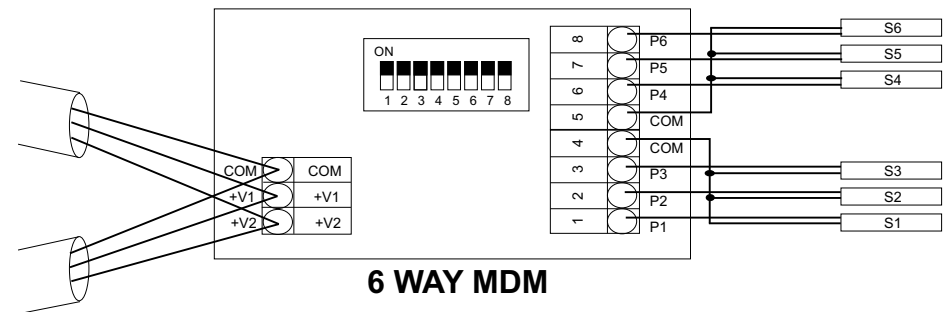 ON
1 2 3 4 5 6 7 8
COM COM
+V1 +V1
+V2 +V2
8 P6
7 P5
6 P4
5 COM
4 COM
3 P3
2 P2
1 P1
S6
S5
S4
S3
S2
S1
6 WAY MDM